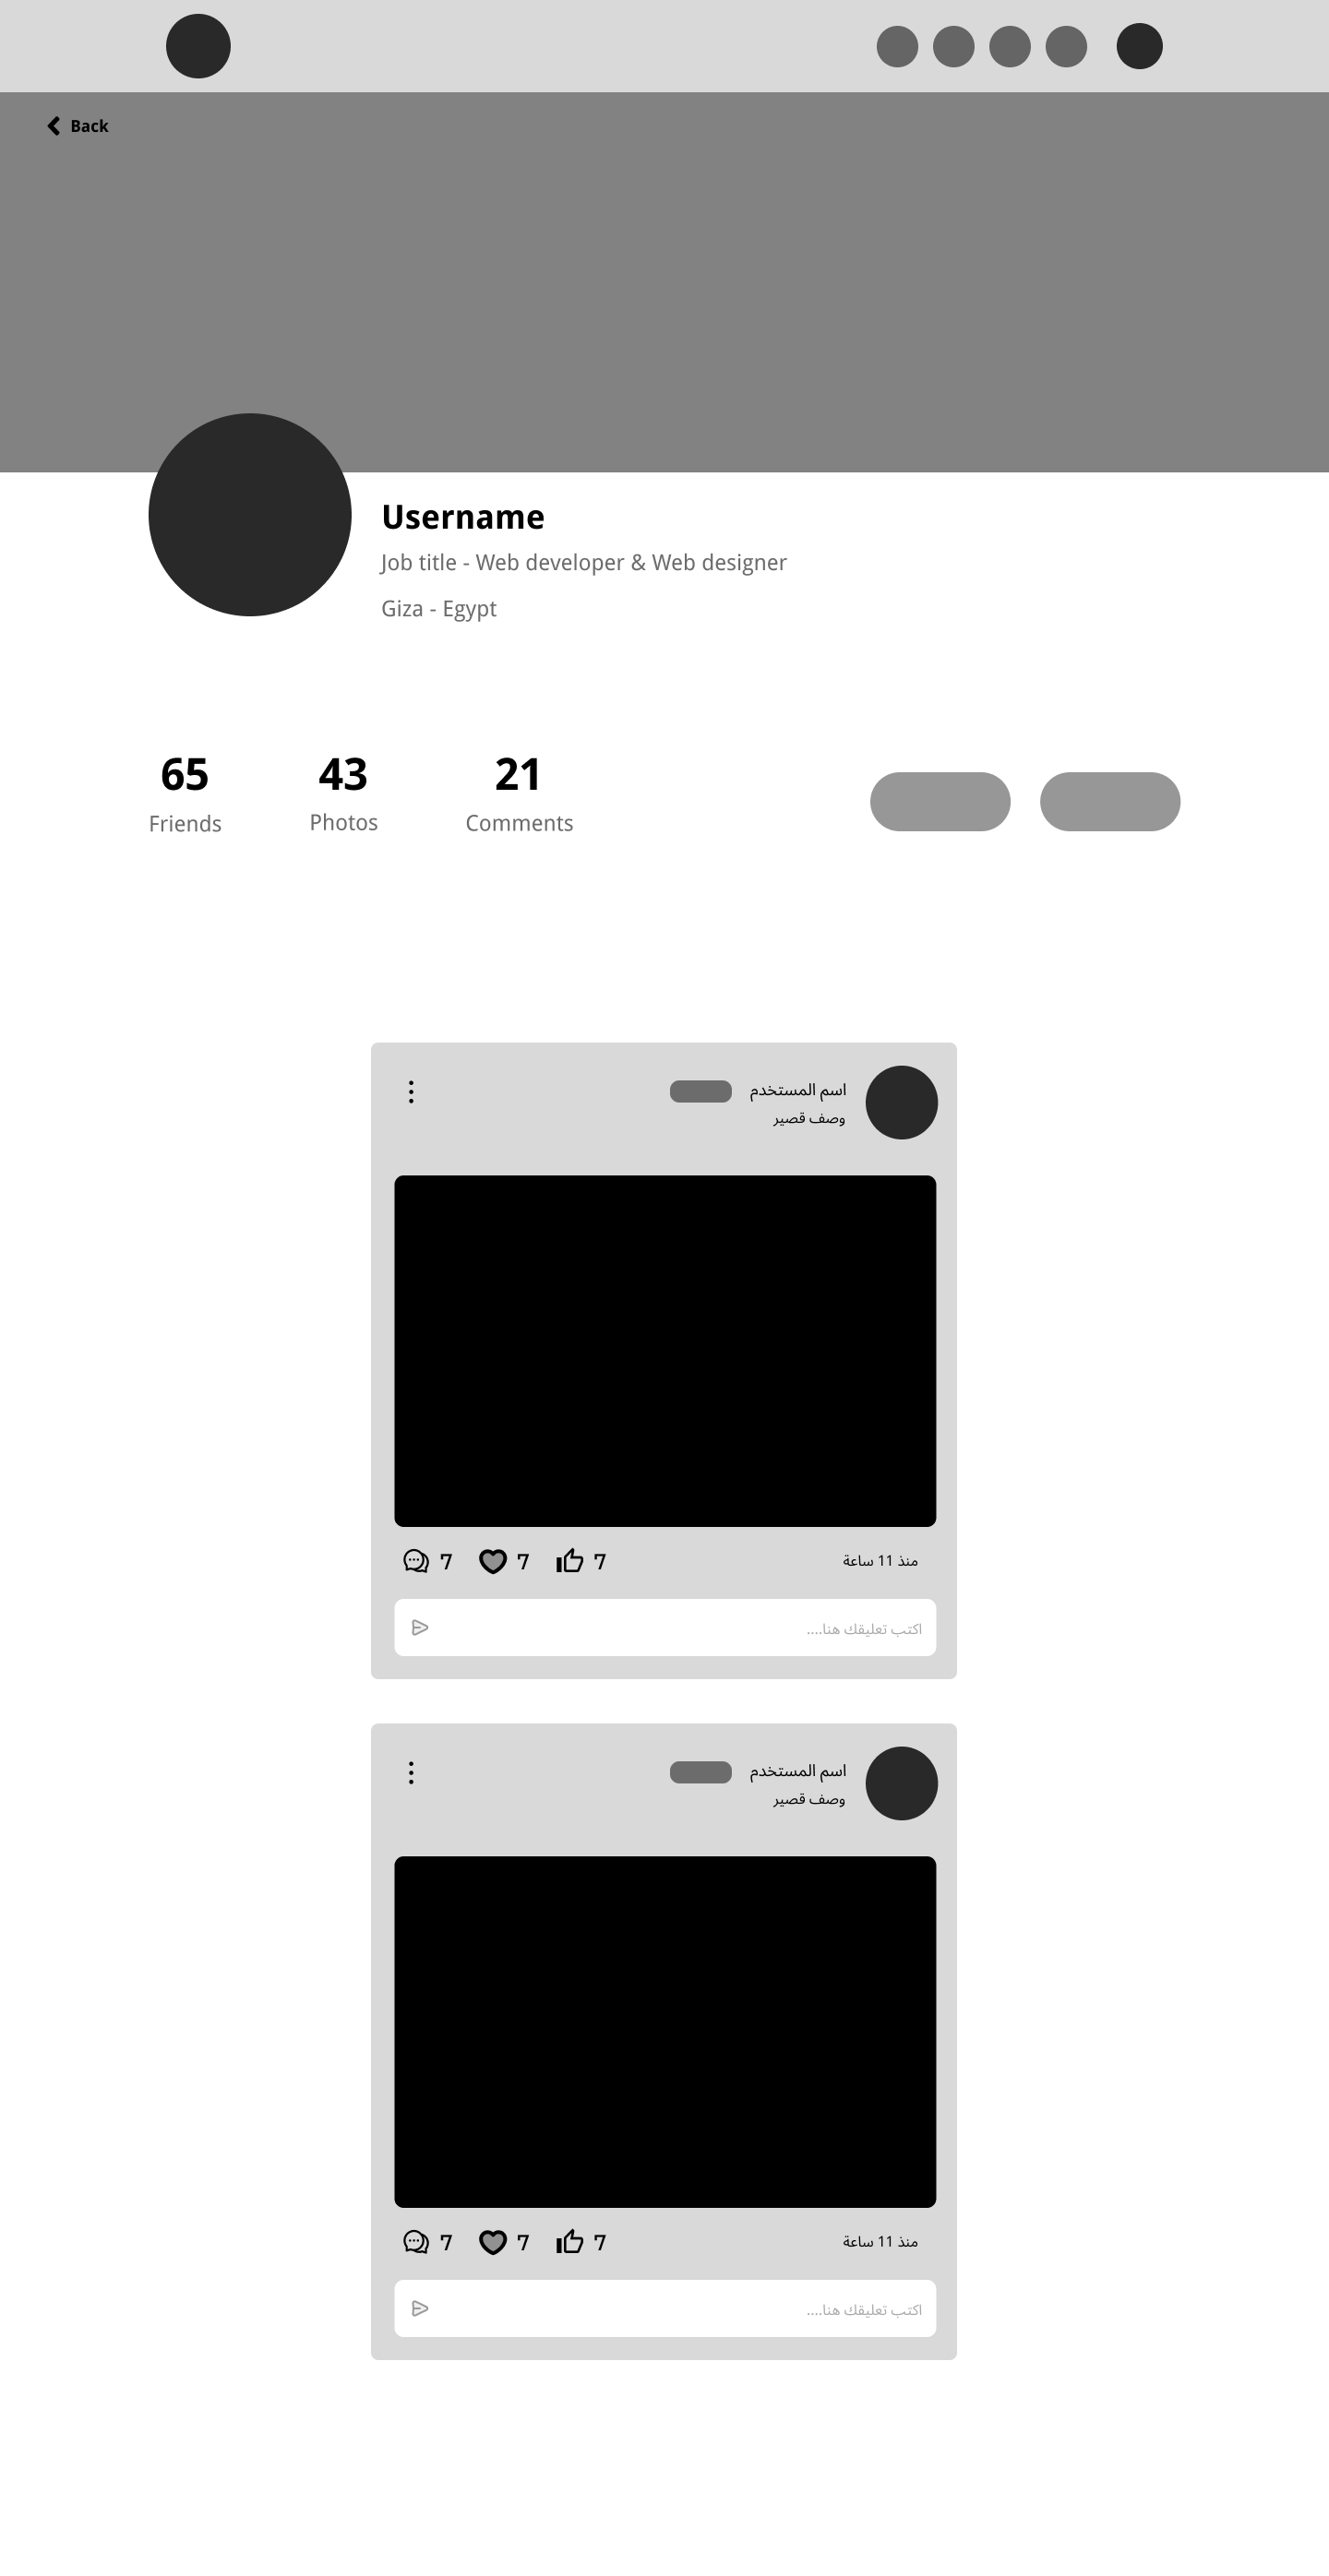 Back
Username
Job title - Web developer & Web designer
Giza - Egypt
65 43 21
Friends Photos Comments
اسم المستخدم
وصف قصير
7 7 7 منذ 11 ساعة
اكتب تعليقك هنا....
اسم المستخدم
وصف قصير
7 7 7 منذ 11 ساعة
اكتب تعليقك هنا....